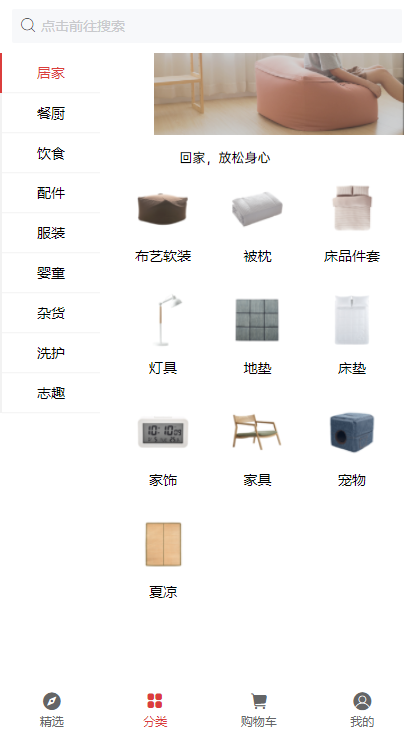 点击前往搜索
居家
餐厨
饮食
配件
服装
婴童
杂货
洗护
志趣
回家，放松身心
布艺软装 被枕 床品件套
灯具 地垫 床垫
10:10
家饰 家具 宠物
夏凉
精选 分类 购物车 我的